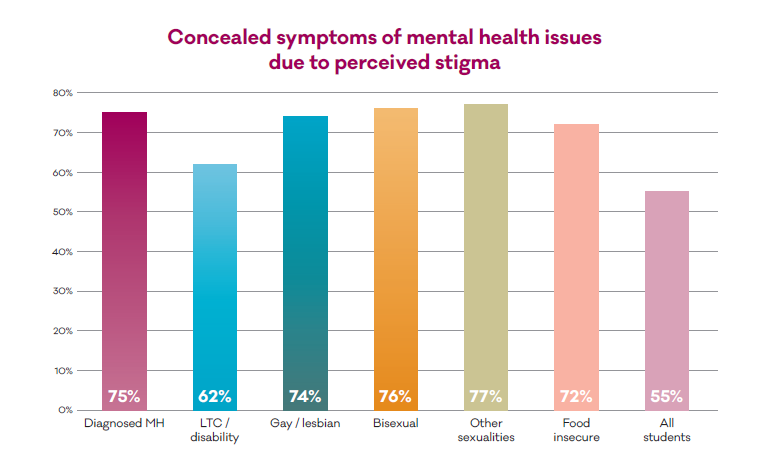 Concealed symptoms of mental health issues
due to perceived stigma
80%
70%
60%
50%
40%
30%
20%
10%
0%
75%
62%
74%
76%
77%
72%
55%
Diagnosed MH
LTC /
disability
Gay / lesbian
Bisexual
Other
sexualities
Food
insecure
All
students